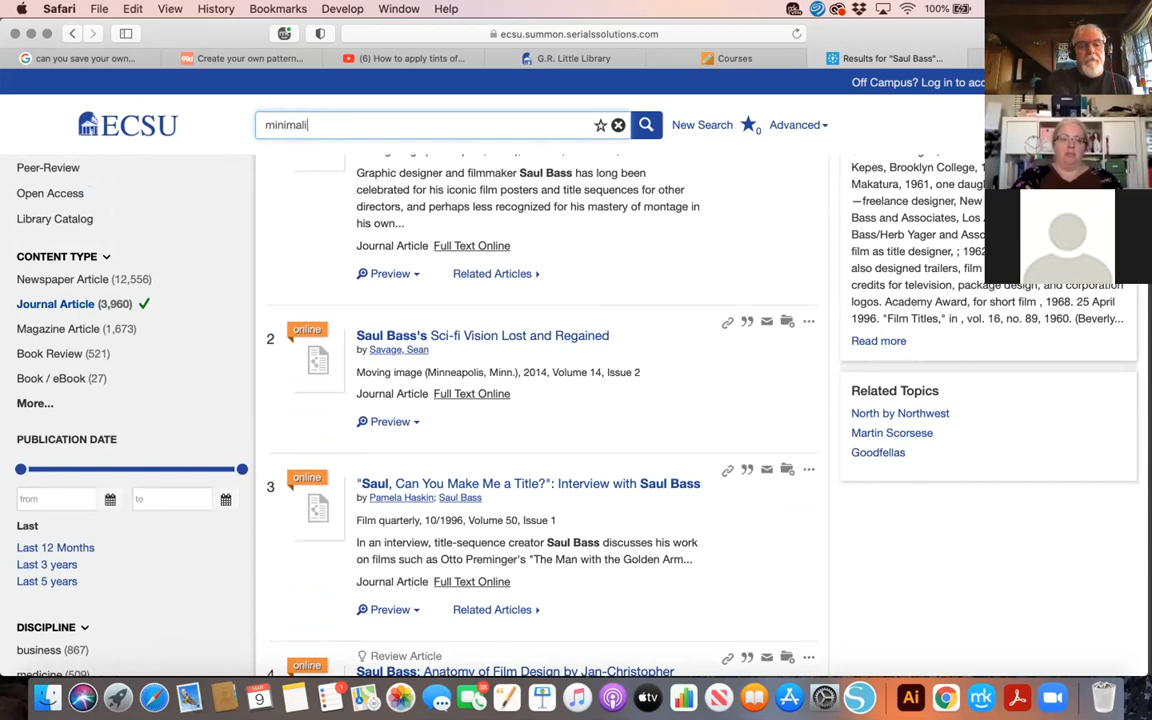 Safari File Edit View History Bookmarks Develop Window Help 100%
ecsu.summon.serialssolutions.com
can you save your own... Create your own pattern... (6) How to apply tints of... G.R. Little Library Courses Results for "Saul Bass"...
Off Campus? Log in to acc
ECSU
minimali
New Search 0 Advanced
Peer-Review
Open Access
Library Catalog
CONTENT TYPE
Newspaper Article (12,556)
Journal Article (3,960)
Magazine Article (1,673)
Book Review (521)
Book / eBook (27)
More...
PUBLICATION DATE
from to
Last
Last 12 Months
Last 3 years
Last 5 years
DISCIPLINE
business (867)
medicine (509)
Graphic designer and filmmaker Saul Bass has long been
celebrated for his iconic film posters and title sequences for other
directors, and perhaps less recognized for his mastery of montage in
his own...
Journal Article Full Text Online
Preview Related Articles
2
online
Saul Bass's Sci-fi Vision Lost and Regained
by Savage, Sean
Moving image (Minneapolis, Minn.), 2014, Volume 14, Issue 2
Journal Article Full Text Online
Preview
3
online
"Saul, Can You Make Me a Title?": Interview with Saul Bass
by Pamela Haskin; Saul Bass
Film quarterly, 10/1996, Volume 50, Issue 1
In an interview, title-sequence creator Saul Bass discusses his work
on films such as Otto Preminger's "The Man with the Golden Arm...
Journal Article Full Text Online
Preview Related Articles
4
online
Review Article
Saul Bass: Anatomy of Film Design by Jan-Christopher
Kepes, Brooklyn College, 1
Makatura, 1961, one daug
—freelance designer, New
Bass and Associates, Los
Bass/Herb Yager and Asso
film as title designer, ; 1962
also designed trailers, film
credits for television, package design, and corporation
logos. Academy Award, for short film , 1968. 25 April
1996. "Film Titles," in , vol. 16, no. 89, 1960. (Beverly...
Read more
Related Topics
North by Northwest
Martin Scorsese
Goodfellas
MAR
9
tv
Ai
mk